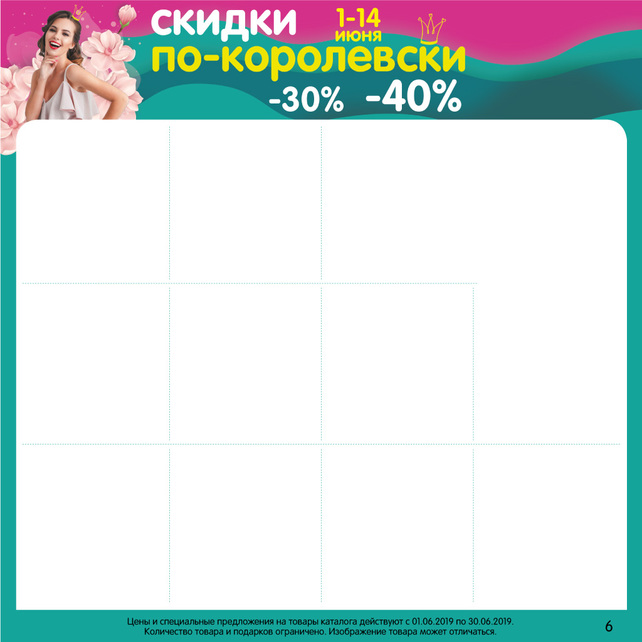 скидки
1-14
июня
по-королевски
-30% -40%
Цены и специальные предложения на товары каталога действуют с 01.06.2019 по 30.06.2019.
Количество товара и подарков ограничено. Изображение товара может отличаться.
6